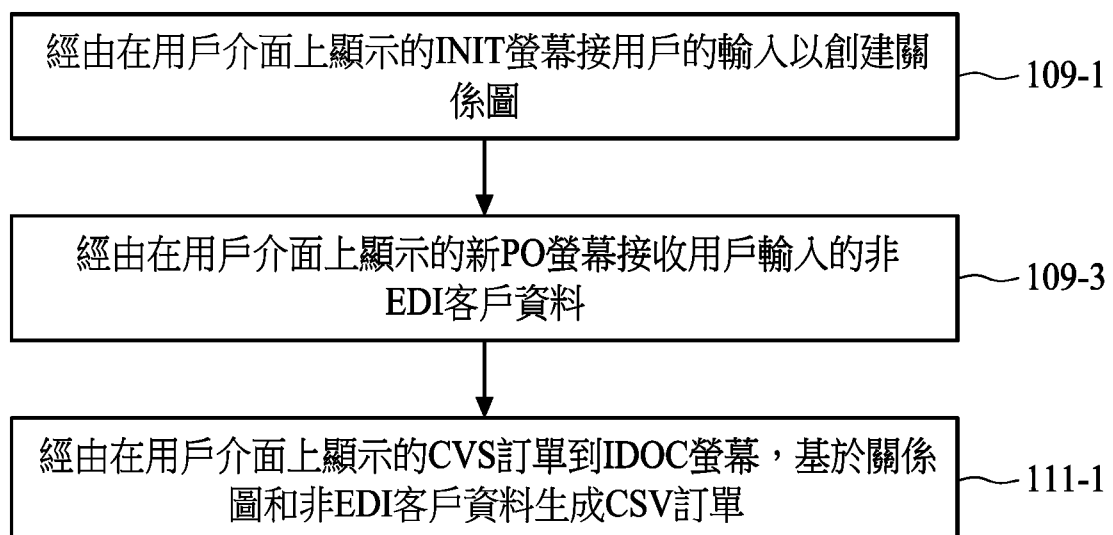 經由在用戶介面上顯示的INIT螢幕接用戶的輸入以創建關
係圖
109-1
經由在用戶介面上顯示的新PO螢幕接收用戶輸入的非
EDI客戶資料
109-3
經由在用戶介面上顯示的CVS訂單到IDOC螢幕，基於關係
圖和非EDI客戶資料生成CSV訂單
111-1